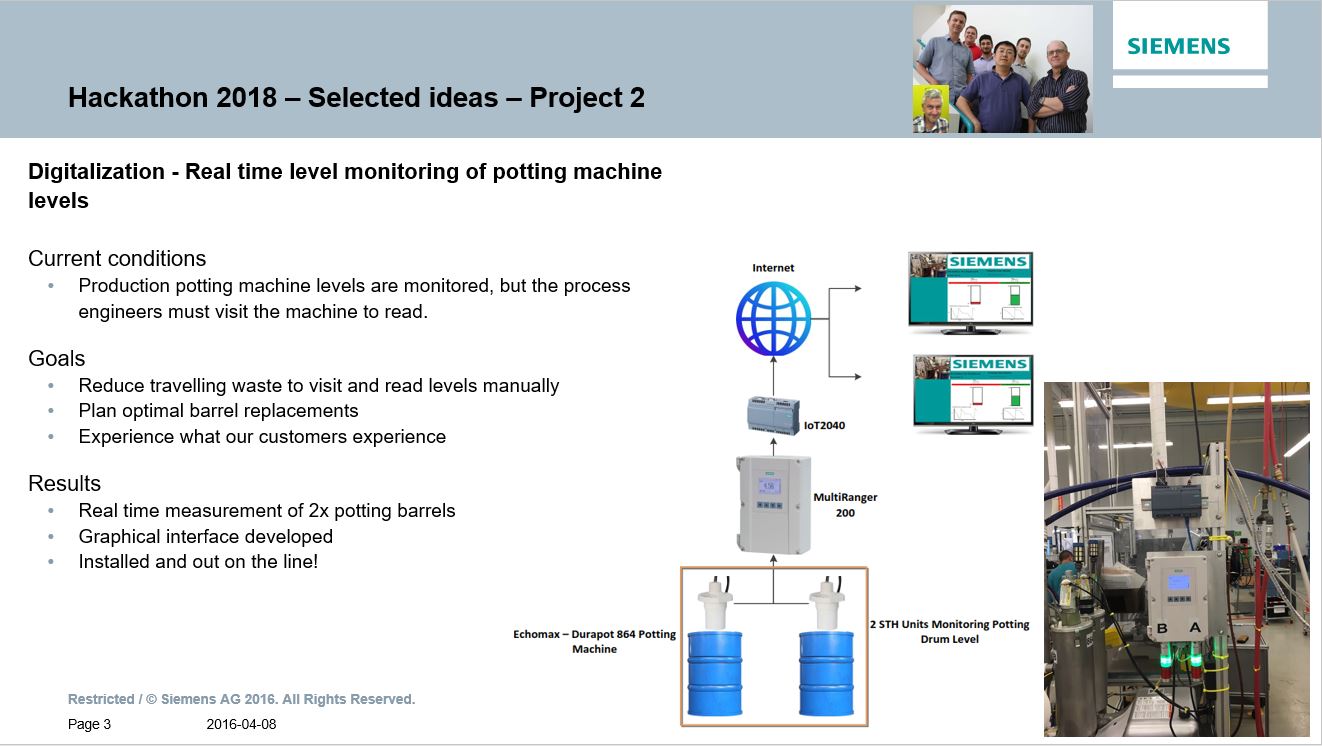 SIEMENS
Hackathon 2018 – Selected ideas – Project 2
Digitalization - Real time level monitoring of potting machine
levels
Current conditions
• Production potting machine levels are monitored, but the process
engineers must visit the machine to read.
Goals
• Reduce travelling waste to visit and read levels manually
• Plan optimal barrel replacements
• Experience what our customers experience
Results
• Real time measurement of 2x potting barrels
• Graphical interface developed
• Installed and out on the line!
Internet
SIEMENS
SIEMENS
IoT2040
MultiRanger
200
Echomax – Durapot 864 Potting
Machine
2 STH Units Monitoring Potting
Drum Level
B A
Restricted / © Siemens AG 2016. All Rights Reserved.
Page 3 2016-04-08